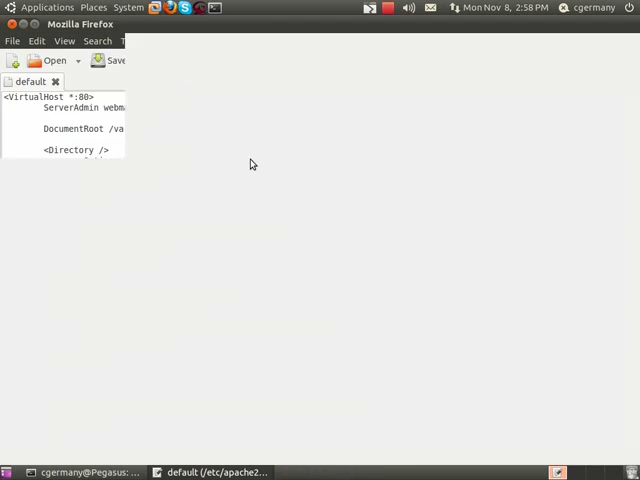 Applications Places System Mon Nov 8, 2:58 PM cgermany
Mozilla Firefox
File Edit View Search T
Open Save
default
<VirtualHost *:80>
ServerAdmin webma
DocumentRoot /va
<Directory />
cgermany@Pegasus: ... default (/etc/apache2...